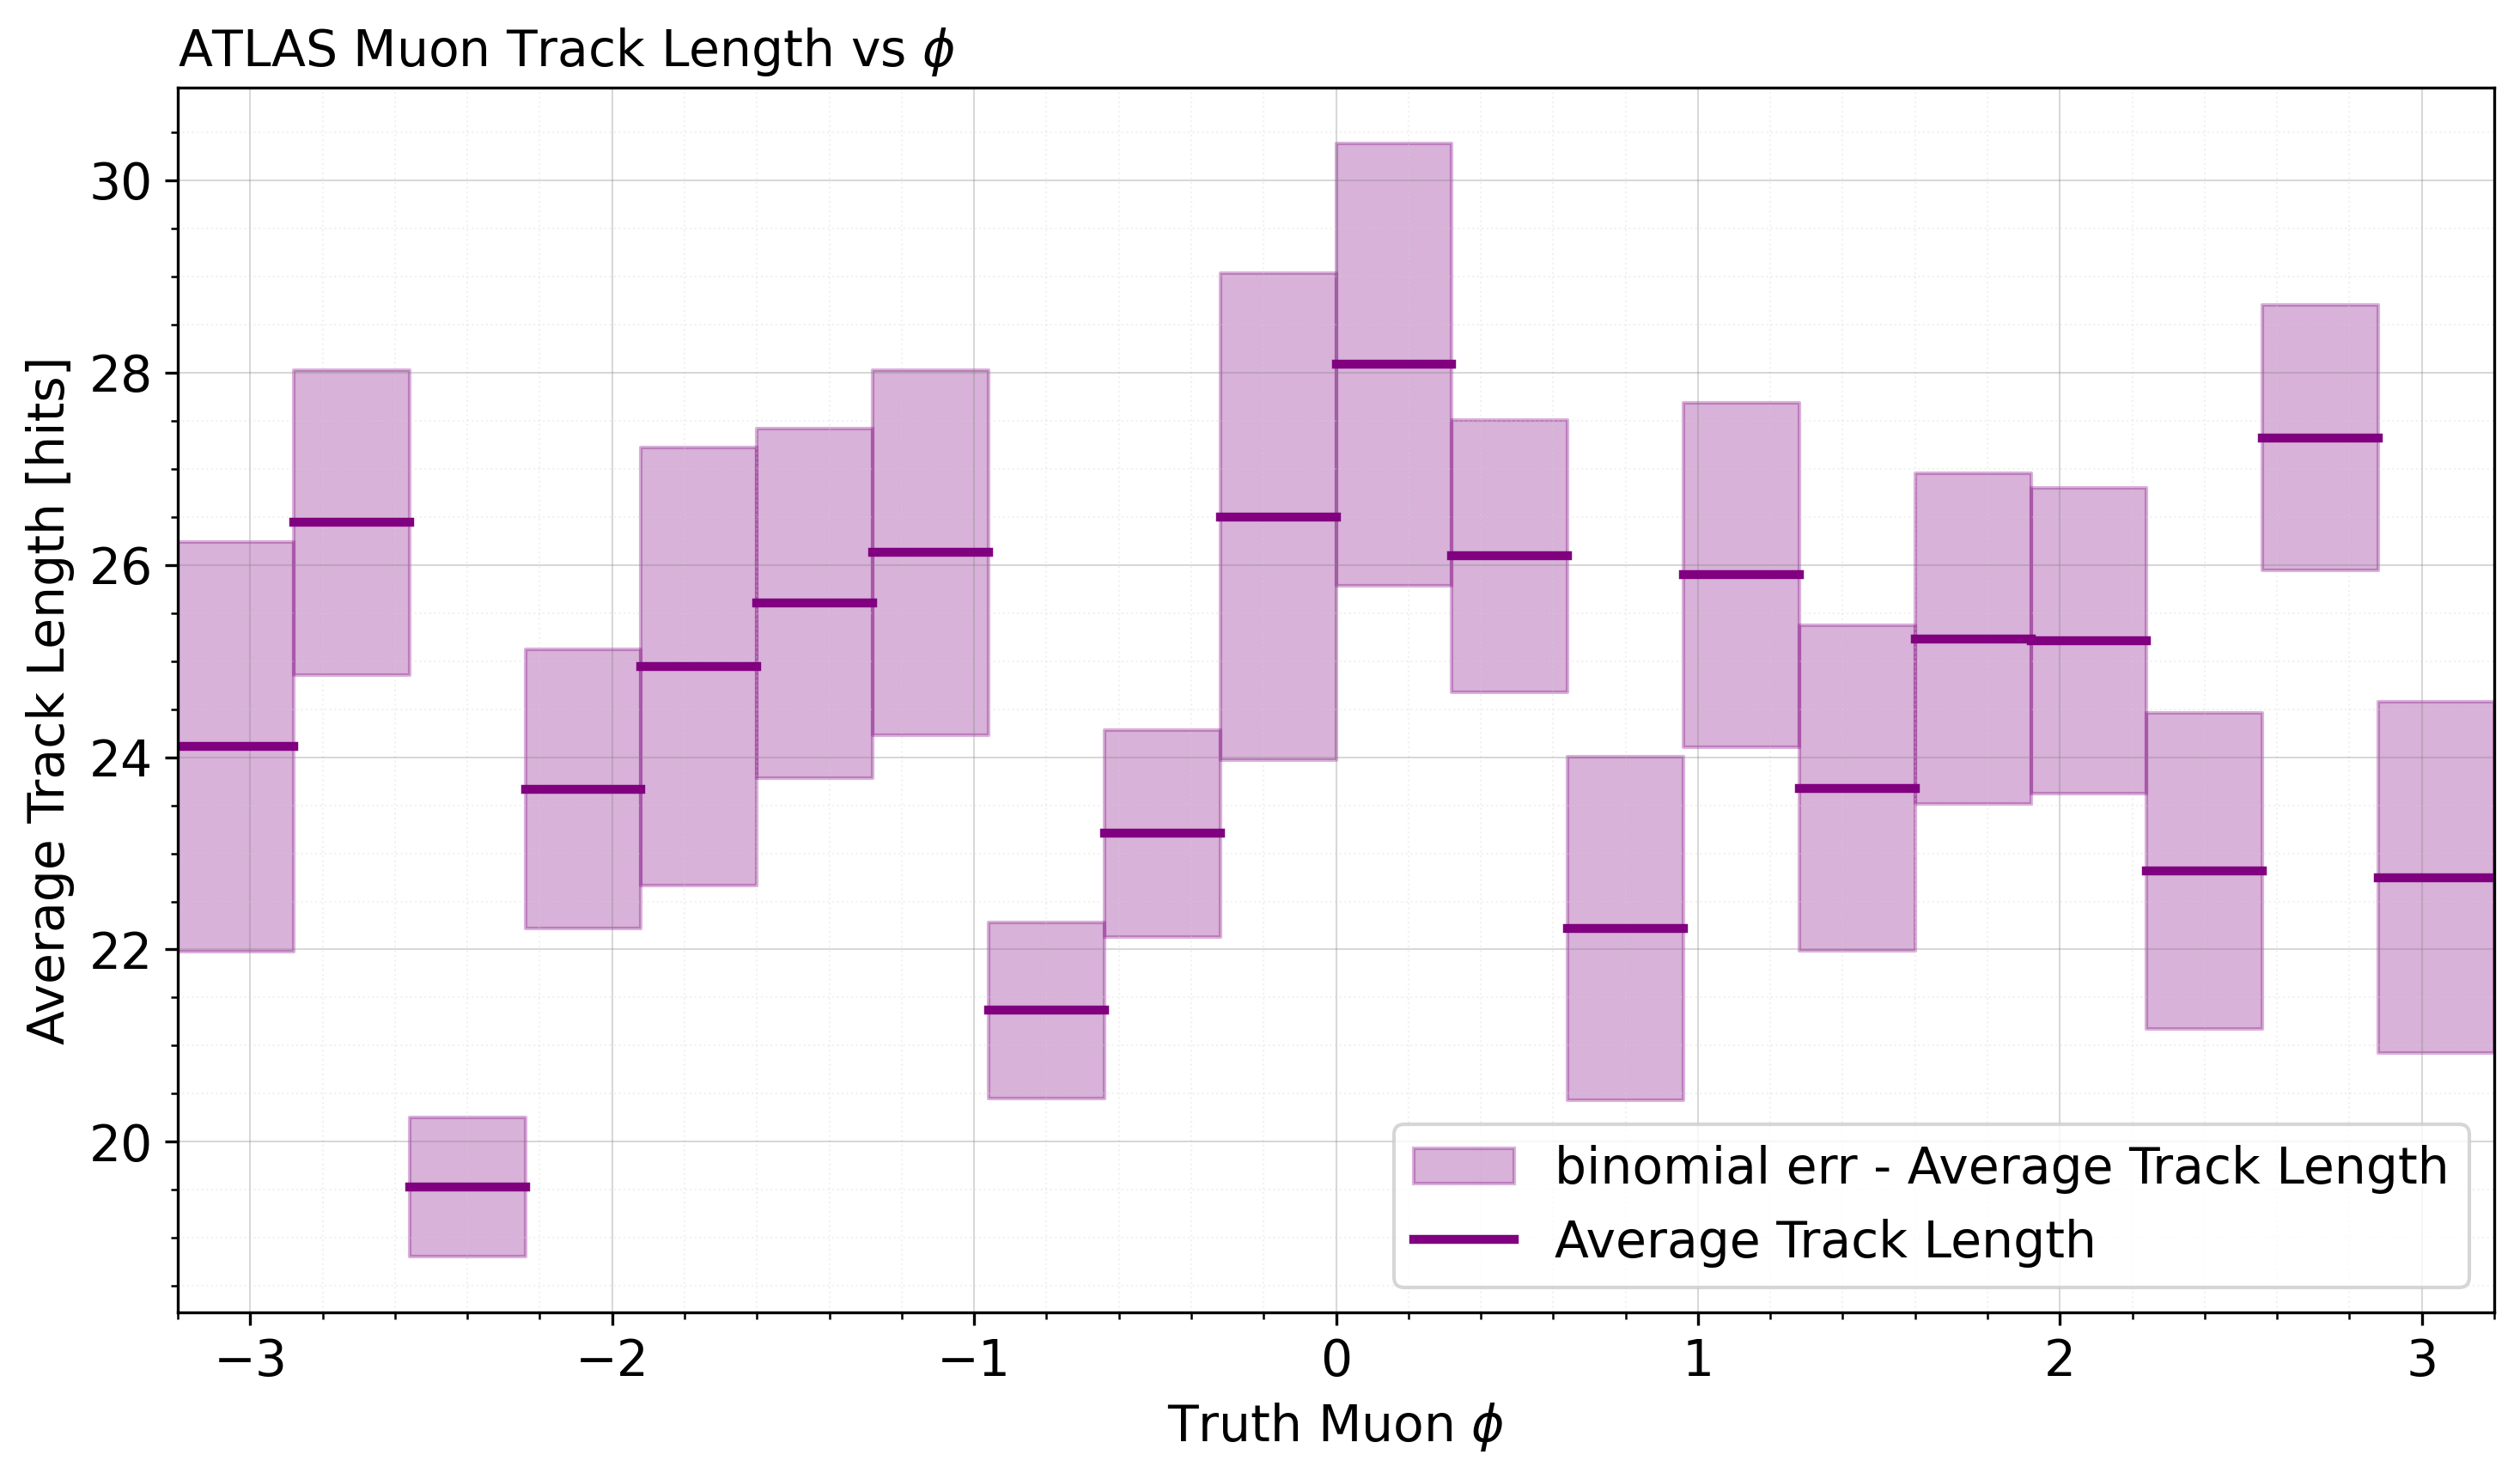 ATLAS Muon Track Length vs ϕ
Average Track Length [hits]
30
28
26
24
22
20
binomial err - Average Track Length
Average Track Length
−3
−2
−1
0
1
2
3
Truth Muon ϕ